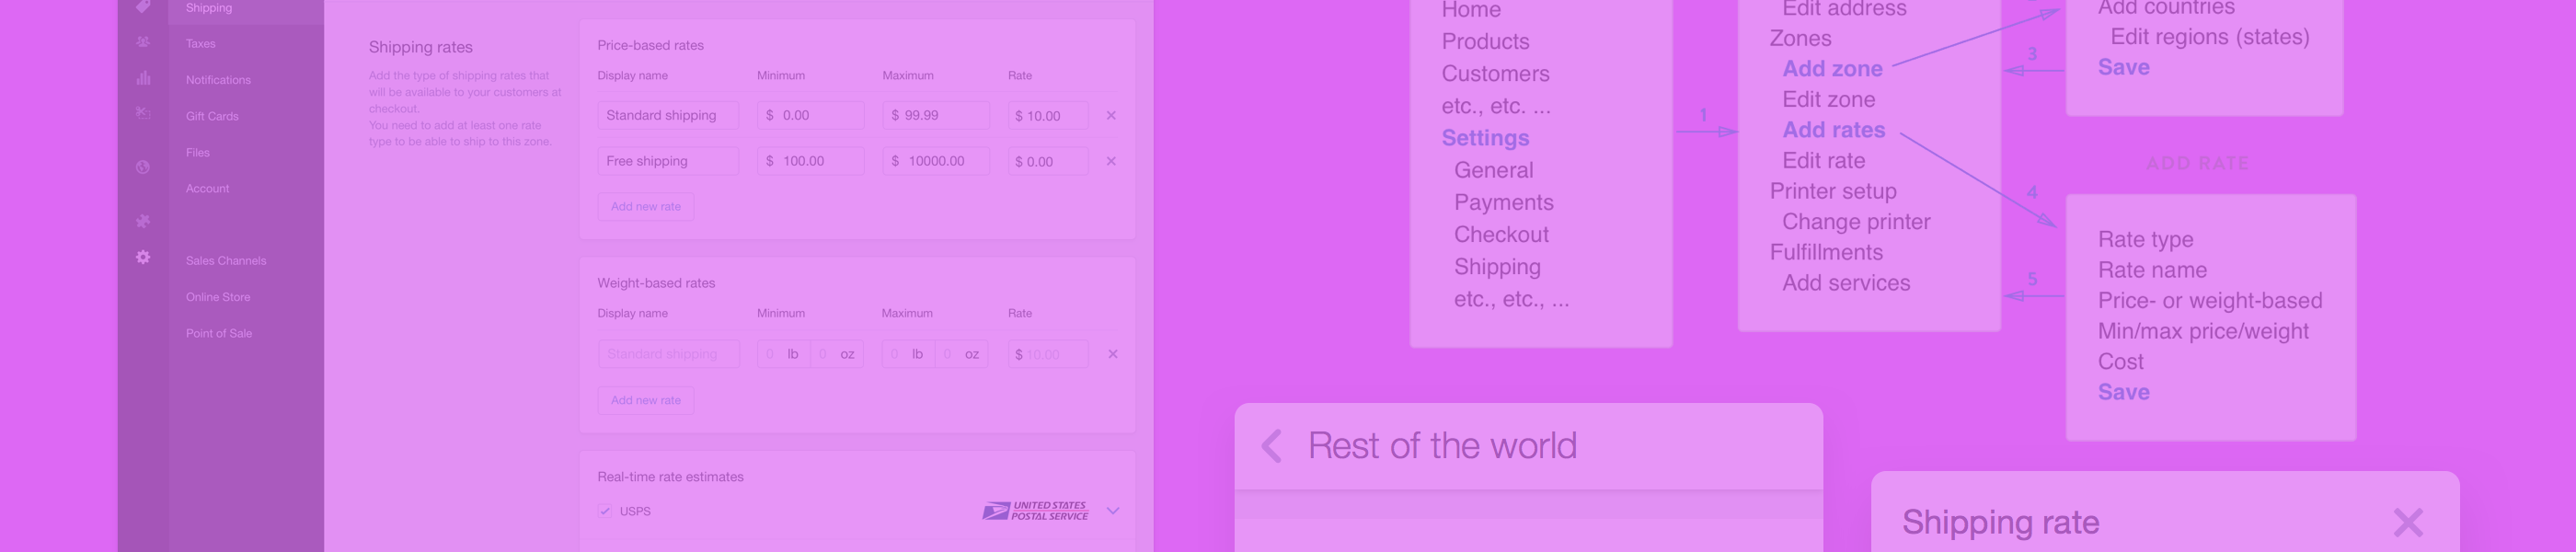 Shipping
Taxes
Notifications
Gift Cards
Files
Account
Sales Channels
Online Store
Point of Sale
Shipping rates
Add the type of shipping rates that
will be available to your customers at
checkout.
You need to add at least one rate
type to be able to ship to this zone.
Price-based rates
Display name Minimum Maximum Rate
Standard shipping $ 0.00 $ 99.99 $ 10.00
Free shipping $ 100.00 $ 10000.00 $ 0.00
Add new rate
Weight-based rates
Display name Minimum Maximum Rate
Standard shipping 0 lb 0 oz 0 lb 0 oz $ 10.00
Add new rate
Real-time rate estimates
USPS UNITED STATES
POSTAL SERVICE
Home
Products
Customers
etc., etc. ...
Settings
General
Payments
Checkout
Shipping
etc., etc., ...
1
Edit address
Zones
Add zone
Edit zone
Add rates
Edit rate
Printer setup
Change printer
Fulfillments
Add services
3
4
5
Add countries
Edit regions (states)
Save
ADD RATE
Rate type
Rate name
Price- or weight-based
Min/max price/weight
Cost
Save
Rest of the world
Shipping rate